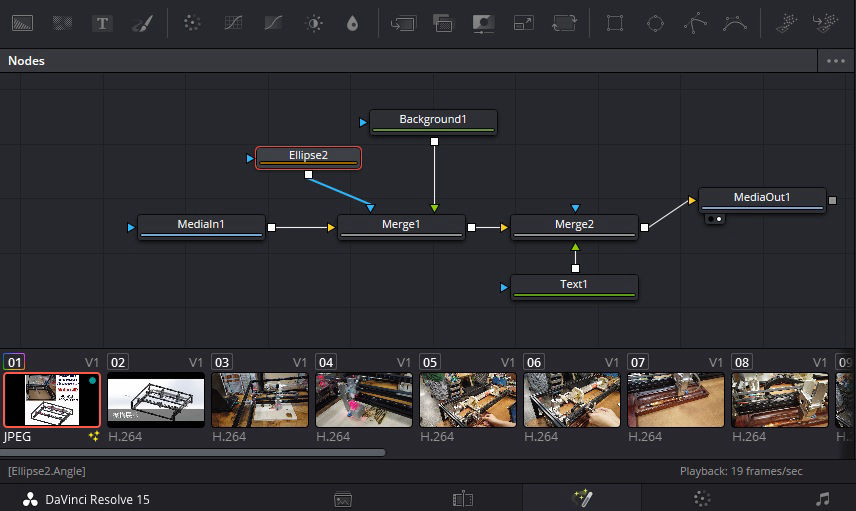 T
Nodes
Background1
Ellipse2
MediaOut1
MediaIn1
Merge1
Merge2
Text1
01 V1 02 V1 03 V1 04 V1 05 V1 06 V1 07 V1 08 V1 09
JPEG H.264 H.264 H.264 H.264 H.264 H.264 H.264
[Ellipse2.Angle]
Playback: 19 frames/sec
DaVinci Resolve 15